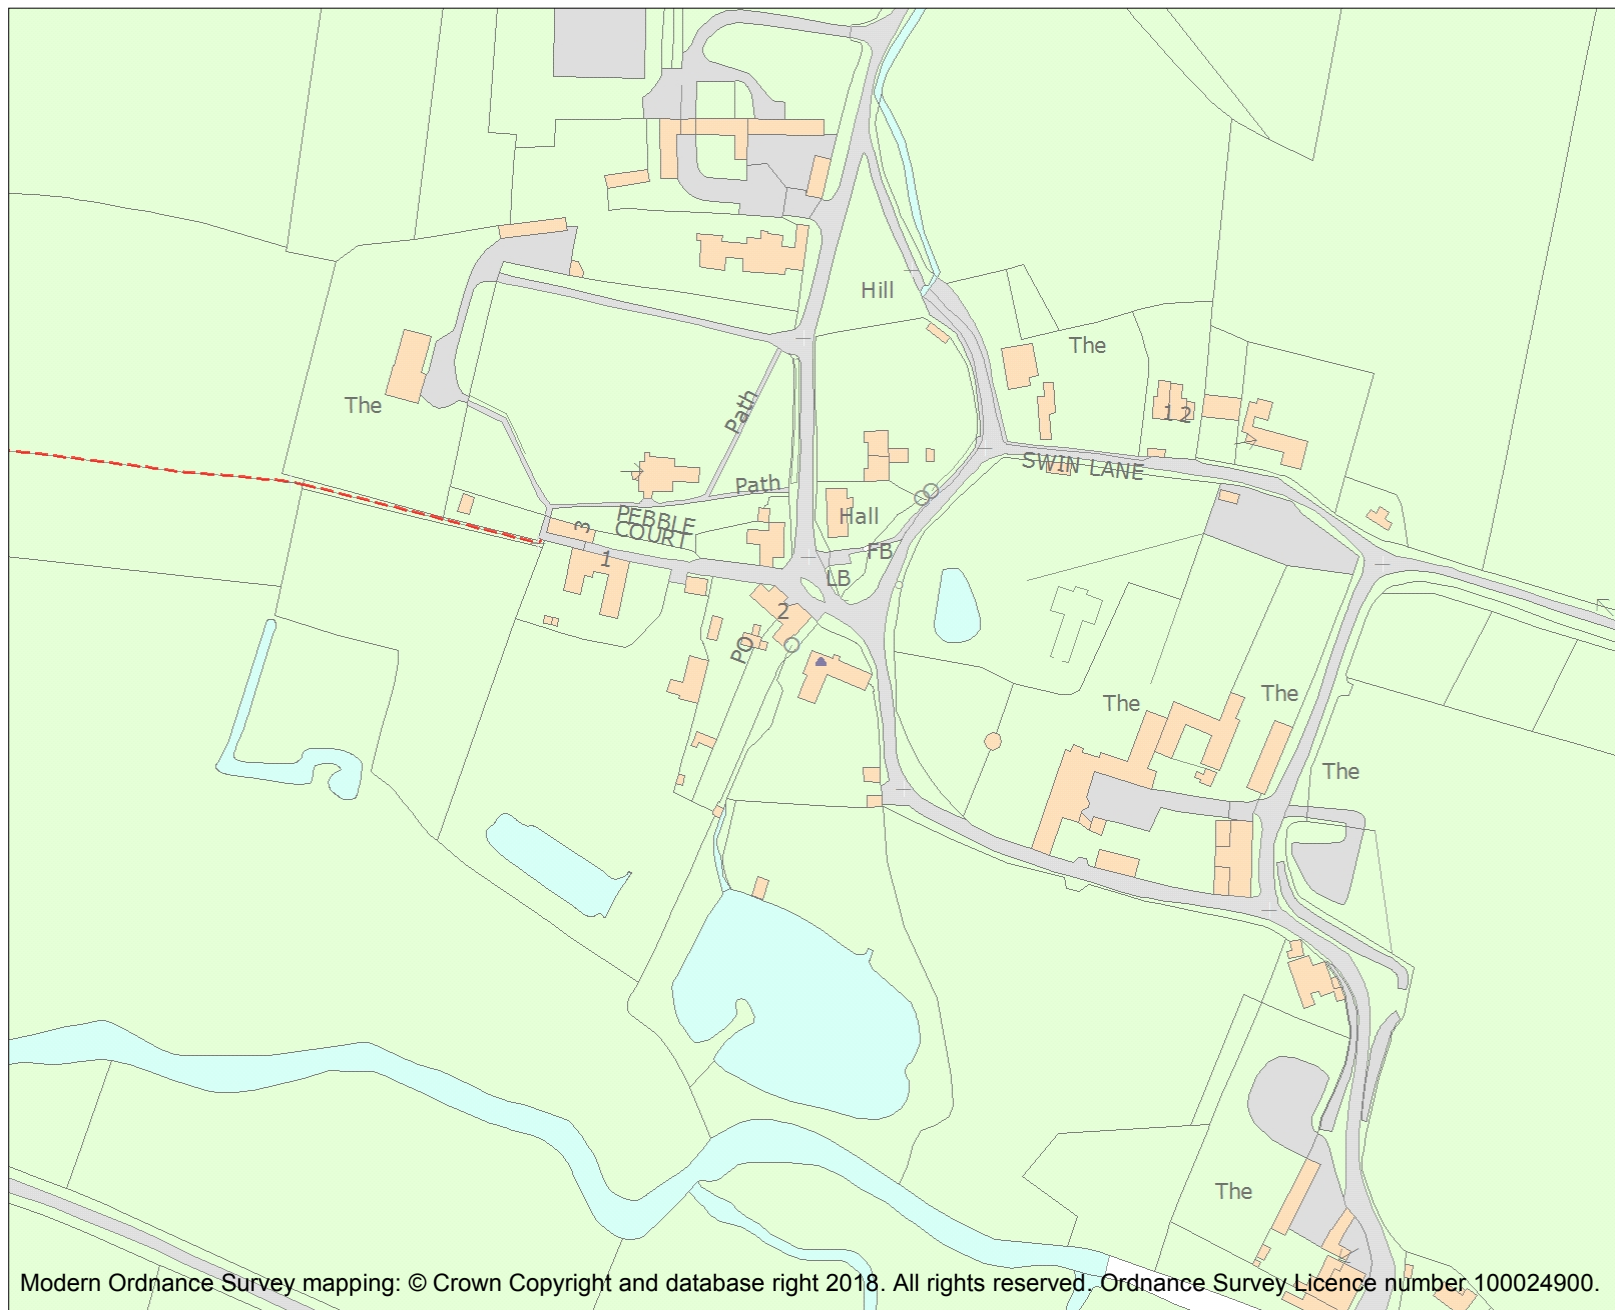 Hill
The
The
Path
1 2
SWIN LANE
Path
PEBBLE
COURT
Hall
3
FB
1
LB
2
PO
The
The
The
The
Modern Ordnance Survey mapping: © Crown Copyright and database right 2018. All rights reserved. Ordnance Survey Licence number 100024900.